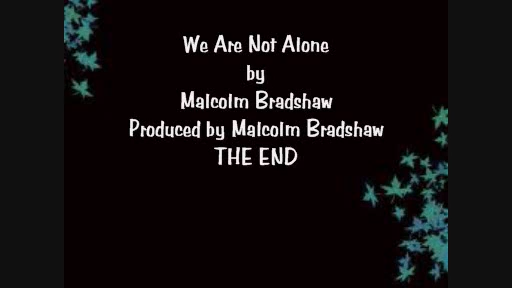 We Are Not Alone
by
Malcolm Bradshaw
Produced by Malcolm Bradshaw
THE END